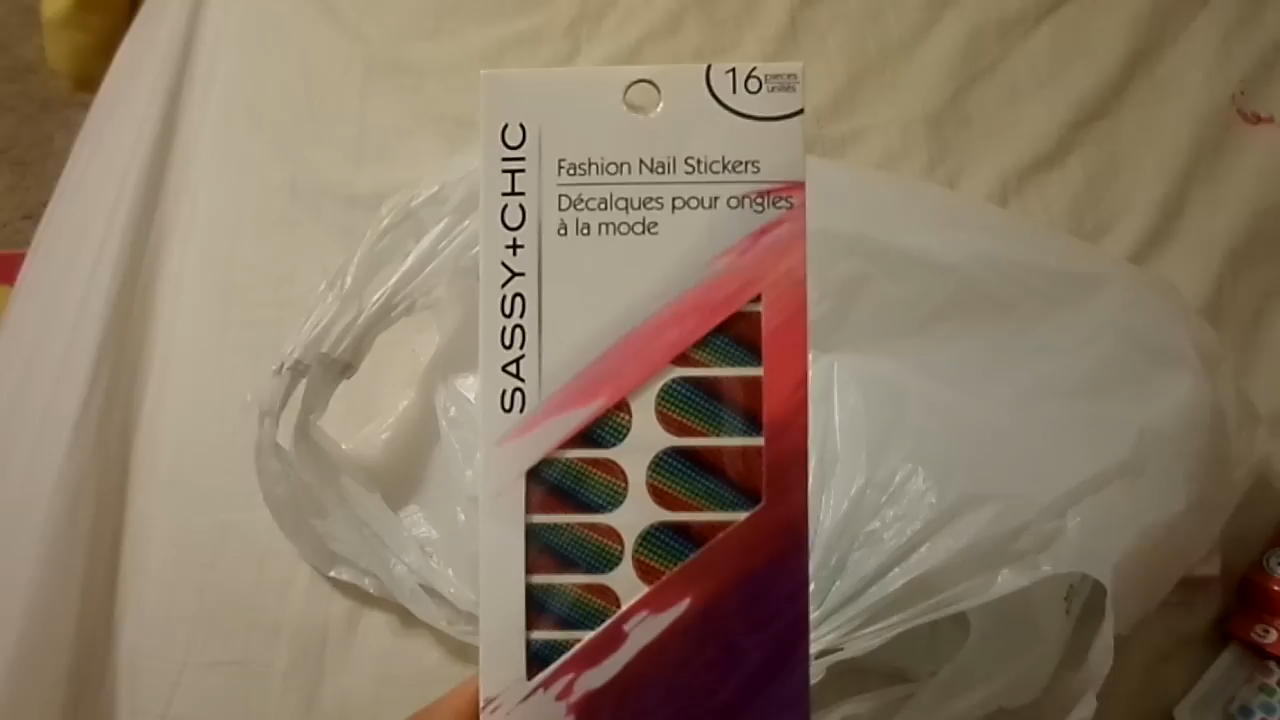 16 pieces
unités
SASSY+CHIC
Fashion Nail Stickers
Décalques pour ongles
à la mode